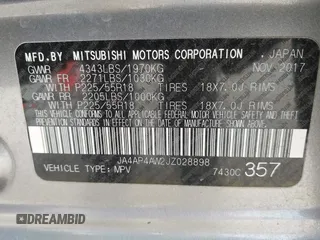 MFD.BY MITSUBISHI MOTORS CORPORATION JAPAN
GVWR 4343LBS/1970KG NOV 2017
GAWR FR 2271LBS/1030KG
WITH P225/55R18 TIRES 18X7.0J RIMS
GAWR RR 2205LBS/1000KG
WITH P225/55R18 TIRES 18X7.0J RIMS
JA4AP4AW2JZ028898
VEHICLE TYPE: MPV 7430C 357